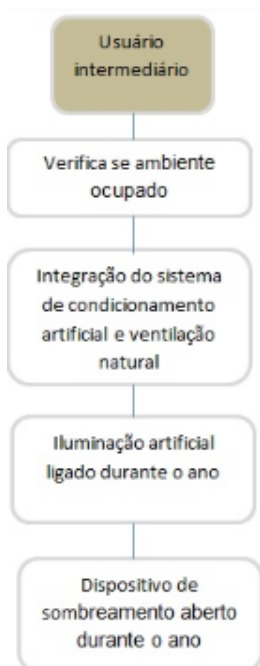 Usuário
intermediário
Verifica se ambiente
ocupado
Integração do sistema
de condicionamento
artificial e ventilação
natural
Iluminação artificial
ligado durante o ano
Dispositivo de
sombreamento aberto
durante o ano